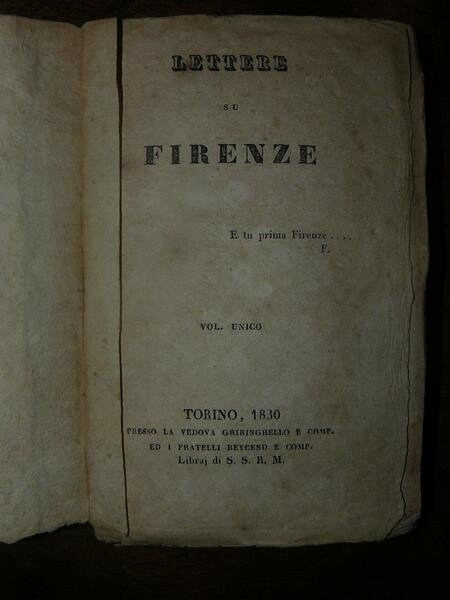 LETTERE
SU
FIRENZE
E tu prima Firenze . . . .,
F.
VOL. UNICO
TORINO, 1830
PRESSO LA VEDOVA GHIRINGHELLO E COMP.
ED I FRATELLI REYCEND E COMP.
Libraj di S. S. R. M.